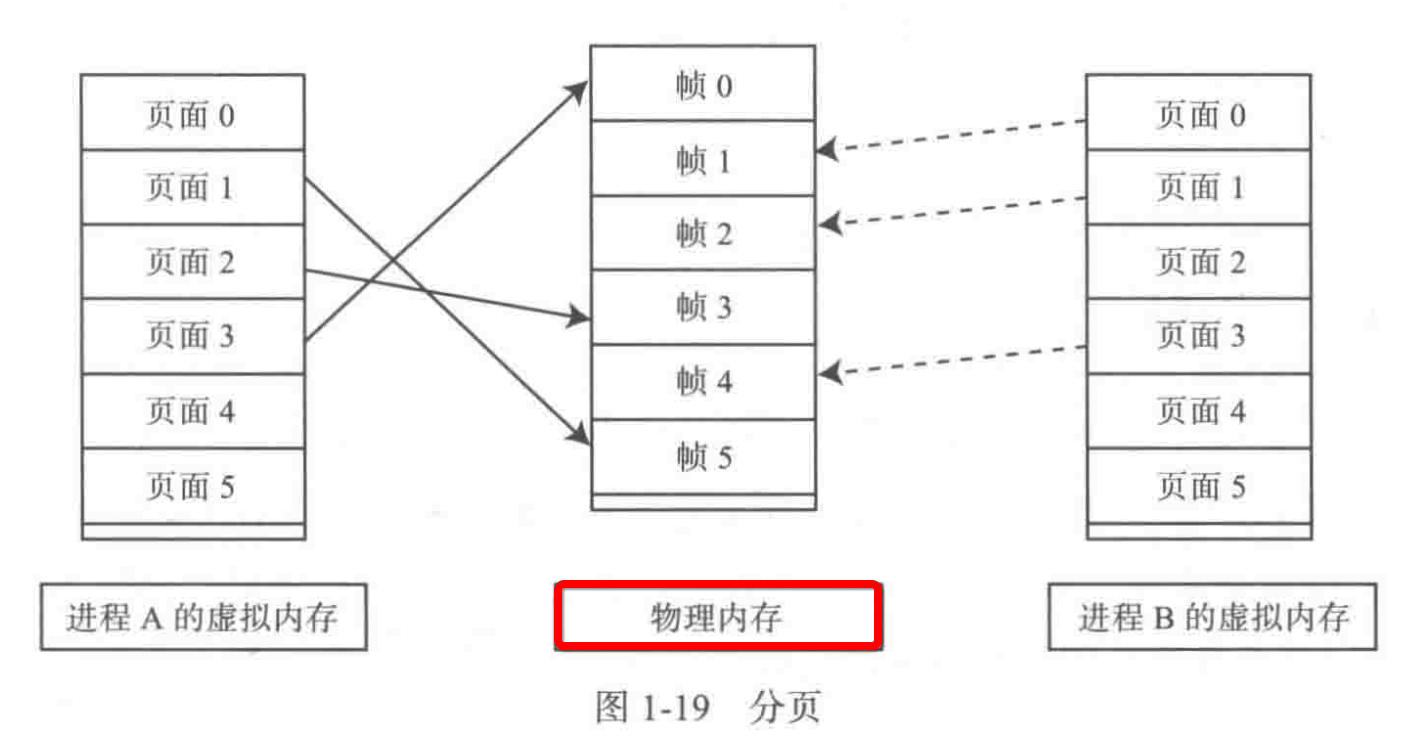 页面 0
页面 1
页面 2
页面 3
页面 4
页面 5
进程 A 的虚拟内存
帧 0
帧 1
帧 2
帧 3
帧 4
帧 5
物理内存
页面 0
页面 1
页面 2
页面 3
页面 4
页面 5
进程 B 的虚拟内存
图 1-19 分页